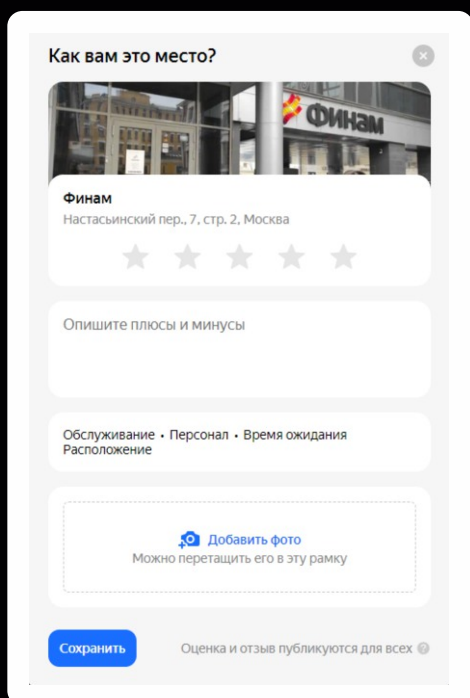 Как вам это место?
Финам
Финам
Настасьинский пер., 7, стр. 2, Москва
Опишите плюсы и минусы
Обслуживание • Персонал • Время ожидания
Расположение
Добавить фото
Можно перетащить его в эту рамку
Сохранить
Оценка и отзыв публикуются для всех